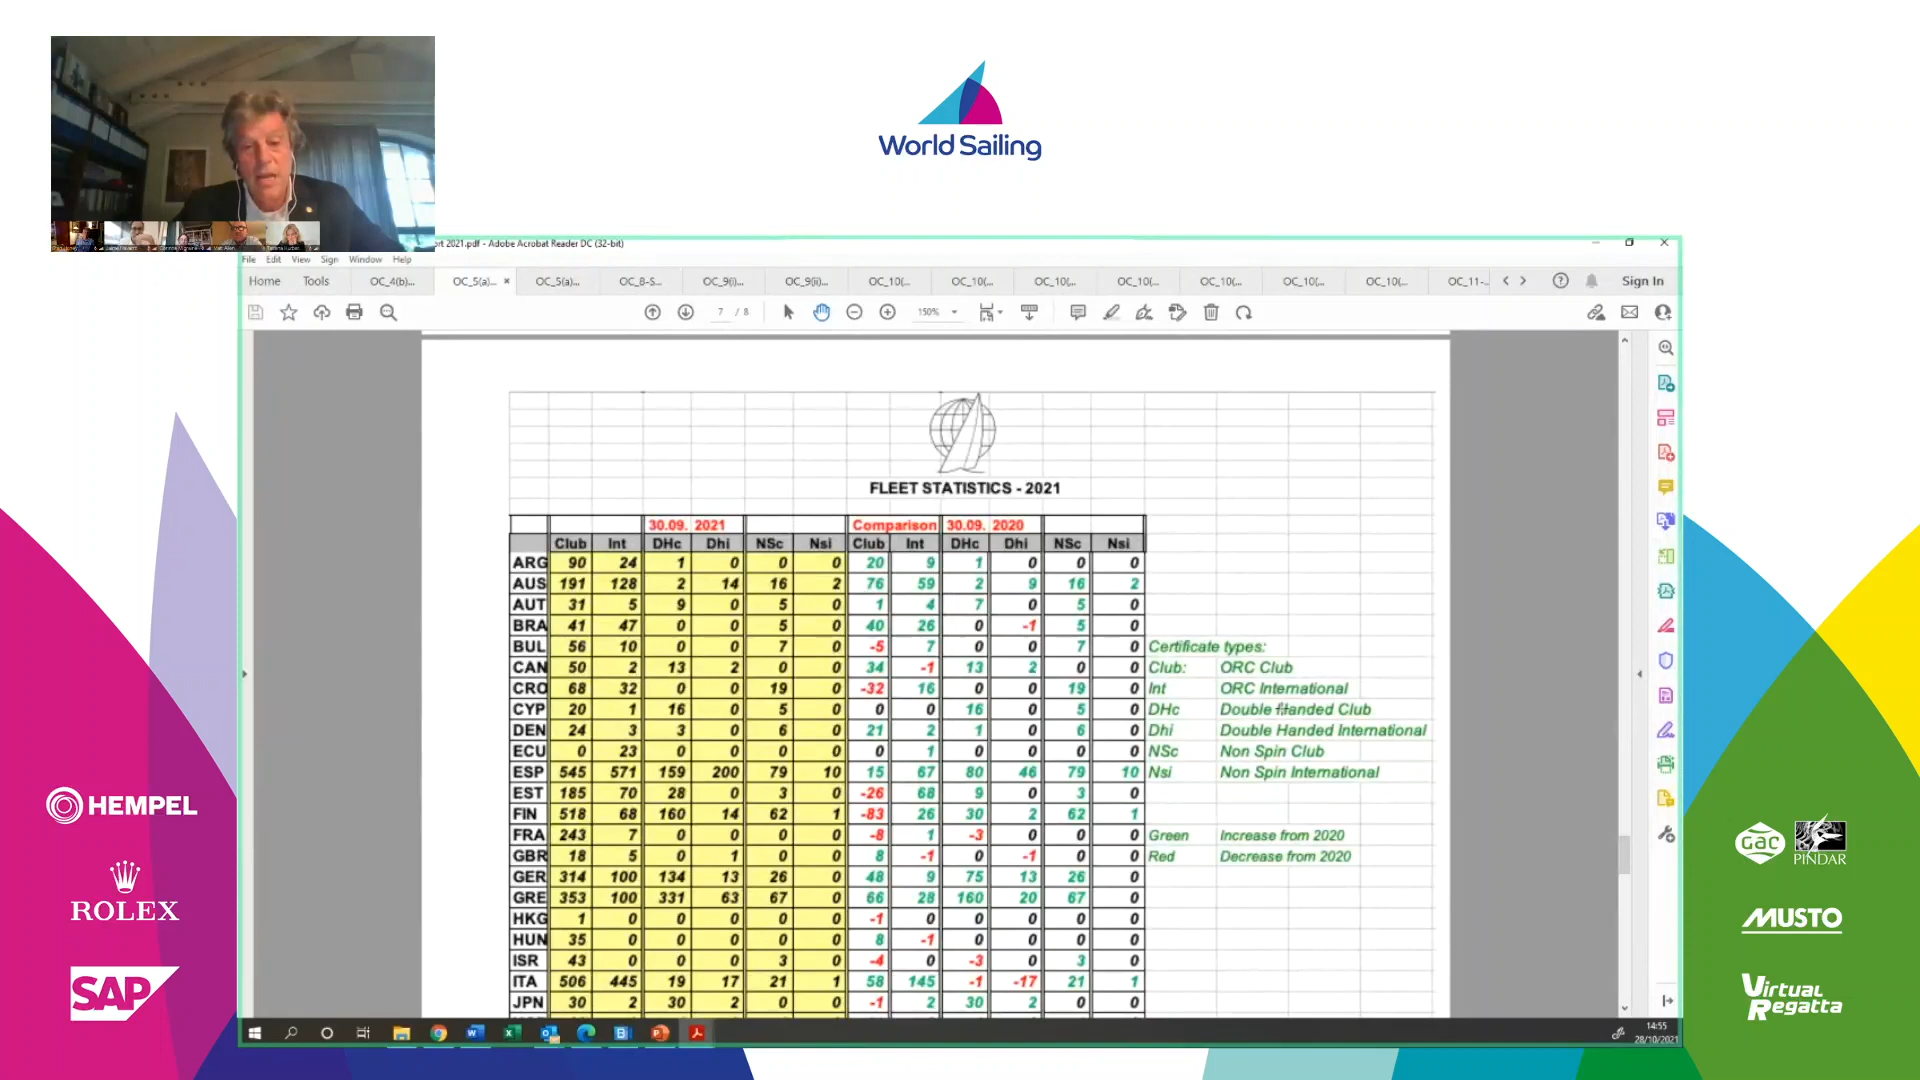 World Sailing
rt 2021.pdf - Adobe Acrobat Reader DC (32-bit)
File Edit View Sign Window Help
Home Tools OC_4(b)... OC_5(a)... × OC_5(a)... OC_8-S... OC_9(i)... OC_9(ii)... OC_10(... OC_10(... OC_10(... OC_10(... OC_10(... OC_10(... OC_10(... OC_11-.. Sign In
7 / 8 150%
FLEET STATISTICS - 2021
30.09. 2021 Comparison 30.09. 2020
Club Int DHc Dhi NSc Nsi Club Int DHc Dhi NSc Nsi
ARG 90 24 1 0 0 0 20 9 1 0 0 0
AUS 191 128 2 14 16 2 76 59 2 9 16 2
AUT 31 5 9 0 5 0 1 4 7 0 5 0
BRA 41 47 0 0 5 0 40 26 0 -1 5 0
BUL 56 10 0 0 7 0 -5 7 0 0 7 0 Certificate types:
CAN 50 2 13 2 0 0 34 -1 13 2 0 0 Club: ORC Club
CRO 68 32 0 0 19 0 -32 16 0 0 19 0 Int ORC International
CYP 20 1 16 0 5 0 0 0 16 0 5 0 DHc Double Handed Club
DEN 24 3 3 0 6 0 21 2 1 0 6 0 Dhi Double Handed International
ECU 0 23 0 0 0 0 0 1 0 0 0 0 NSc Non Spin Club
ESP 545 571 159 200 79 10 15 67 80 46 79 10 Nsi Non Spin International
EST 185 70 28 0 3 0 -26 68 9 0 3 0
FIN 518 68 160 14 62 1 -83 26 30 2 62 1
FRA 243 7 0 0 0 0 -8 1 -3 0 0 0 Green Increase from 2020
GBR 18 5 0 1 0 0 8 -1 0 -1 0 0 Red Decrease from 2020
GER 314 100 134 13 26 0 48 9 75 13 26 0
GRE 353 100 331 63 67 0 66 28 160 20 67 0
HKG 1 0 0 0 0 0 -1 0 0 0 0 0
HUN 35 0 0 0 0 0 8 -1 0 0 0 0
ISR 43 0 0 0 3 0 -4 0 -3 0 3 0
ITA 506 445 19 17 21 1 58 145 -1 -17 21 1
JPN 30 2 30 2 0 0 -1 2 30 2 0 0
14:55
28/10/2021
HEMPEL
ROLEX
SAP
GAC
PINDAR
MUSTO
Virtual
Regatta